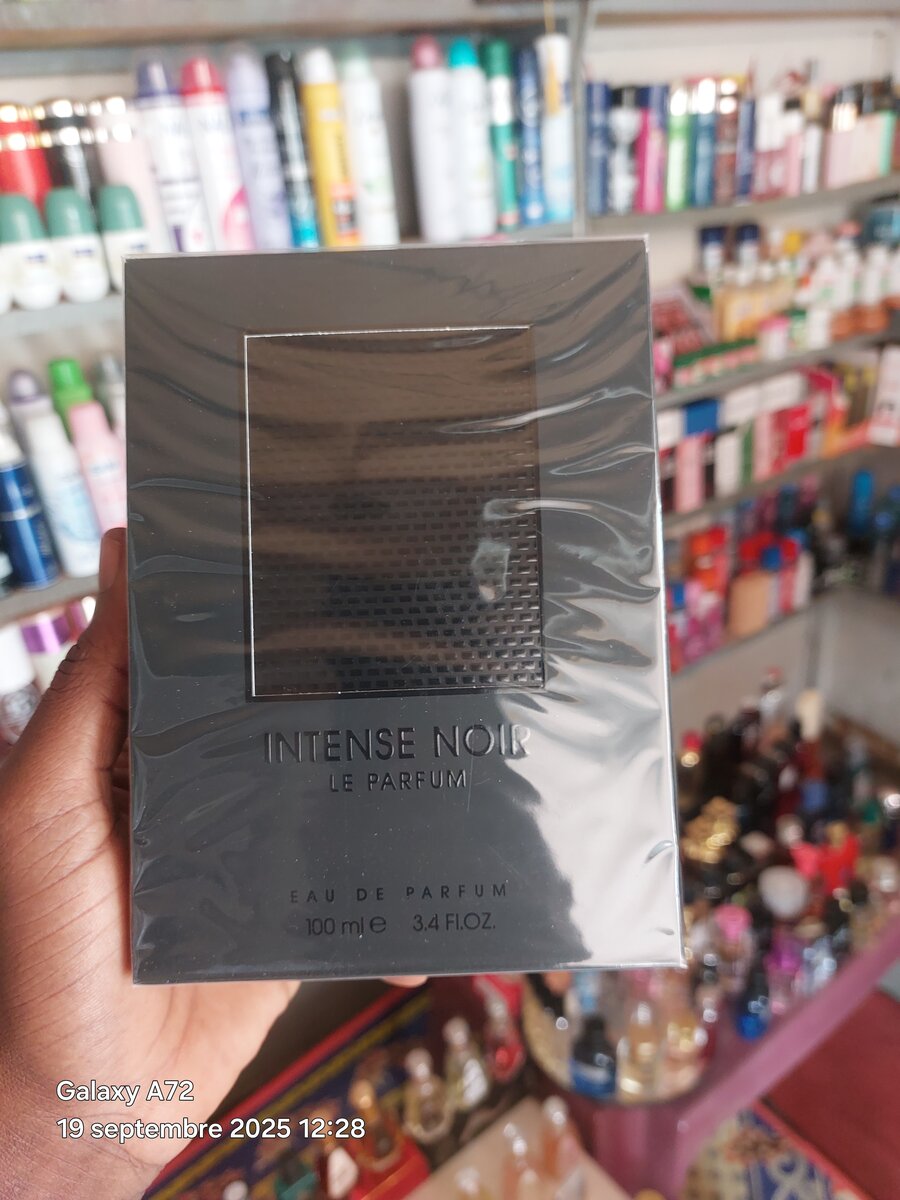 INTENSE NOIR
LE PARFUM
EAU DE PARFUM
100 ml ℮ 3.4 FL.OZ.
Galaxy A72
19 septembre 2025 12:28